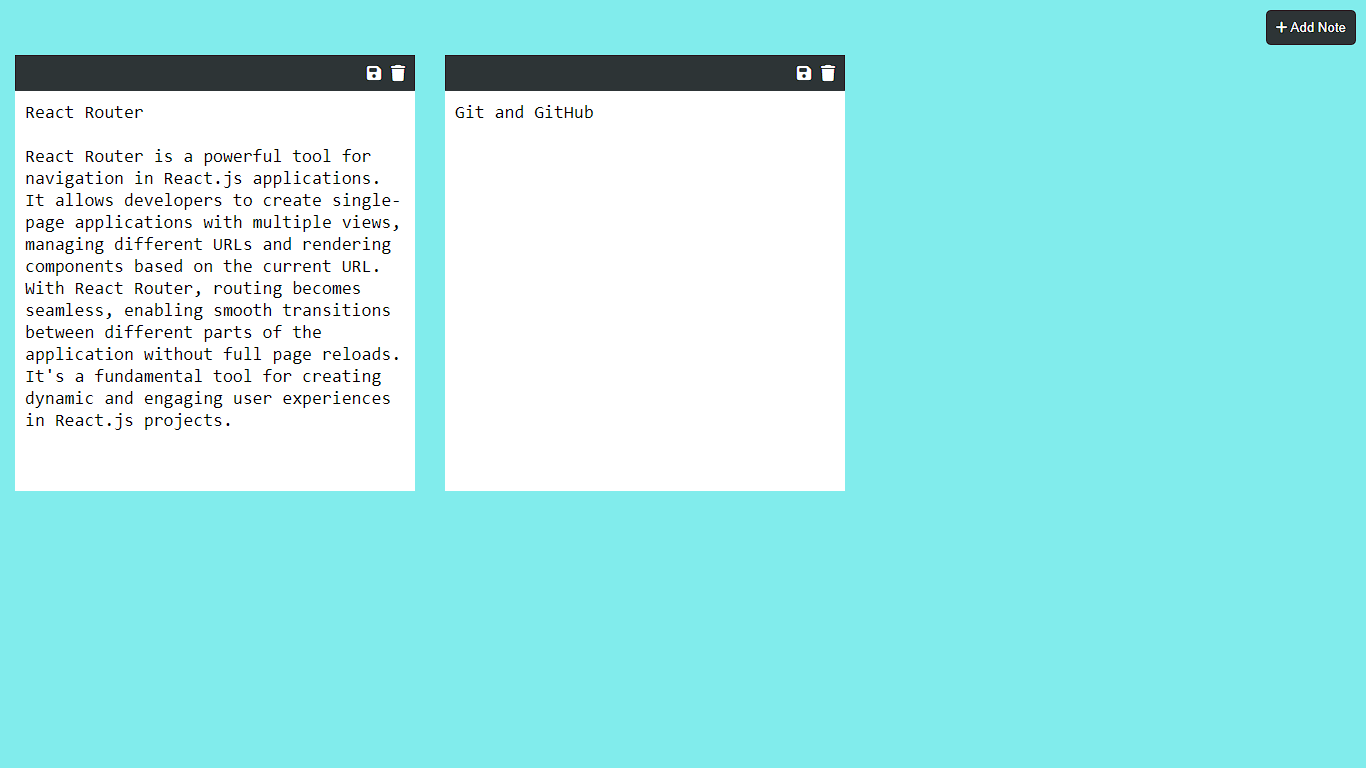 Add Note
React Router
React Router is a powerful tool for
navigation in React.js applications.
It allows developers to create single-
page applications with multiple views,
managing different URLs and rendering
components based on the current URL.
With React Router, routing becomes
seamless, enabling smooth transitions
between different parts of the
application without full page reloads.
It's a fundamental tool for creating
dynamic and engaging user experiences
in React.js projects.
Git and GitHub